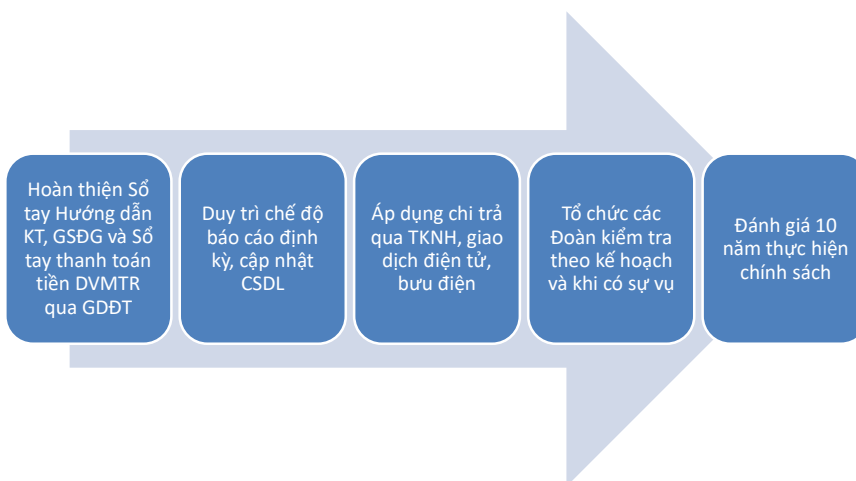 Hoàn thiện Sổ
tay Hướng dẫn
KT, GSĐG và Sổ
tay thanh toán
tiền DVMTR
qua GDĐT
Duy trì chế độ
báo cáo định
kỳ, cập nhật
CSDL
Áp dụng chi trả
qua TKNH, giao
dịch điện tử,
bưu điện
Tổ chức các
Đoàn kiểm tra
theo kế hoạch
và khi có sự vụ
Đánh giá 10
năm thực hiện
chính sách